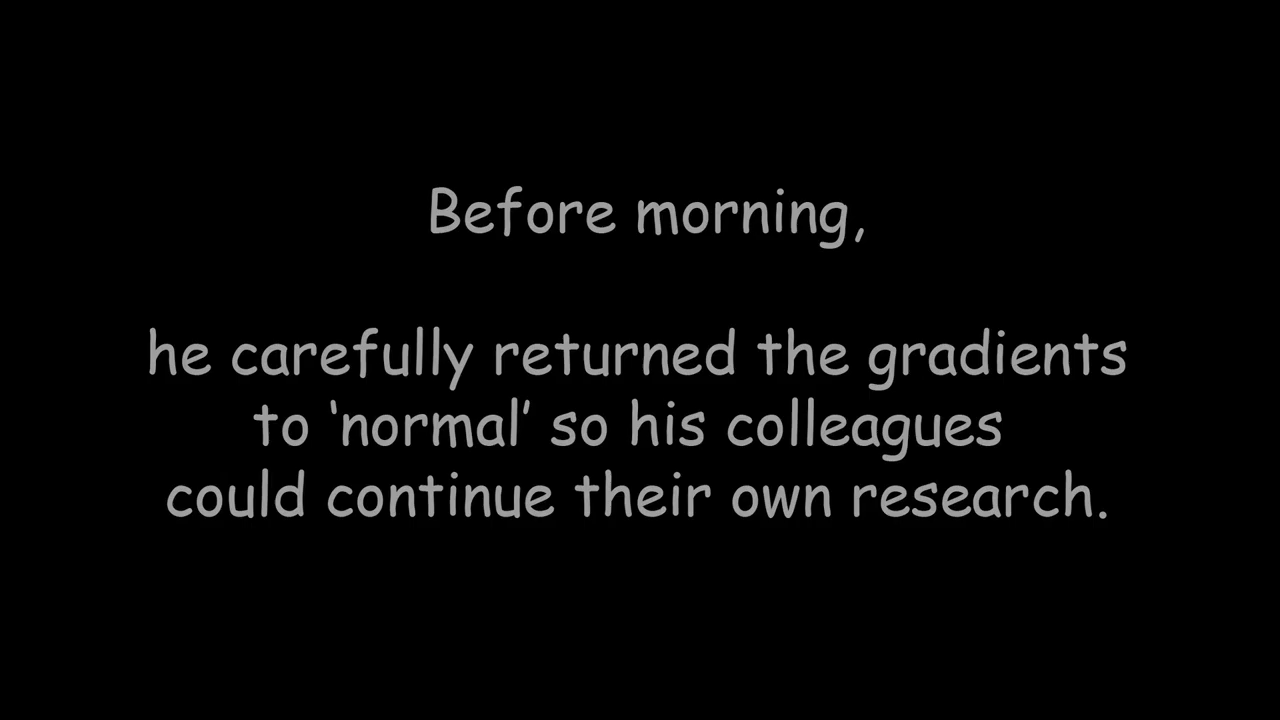 Before morning,
he carefully returned the gradients
to ‘normal’ so his colleagues
could continue their own research.